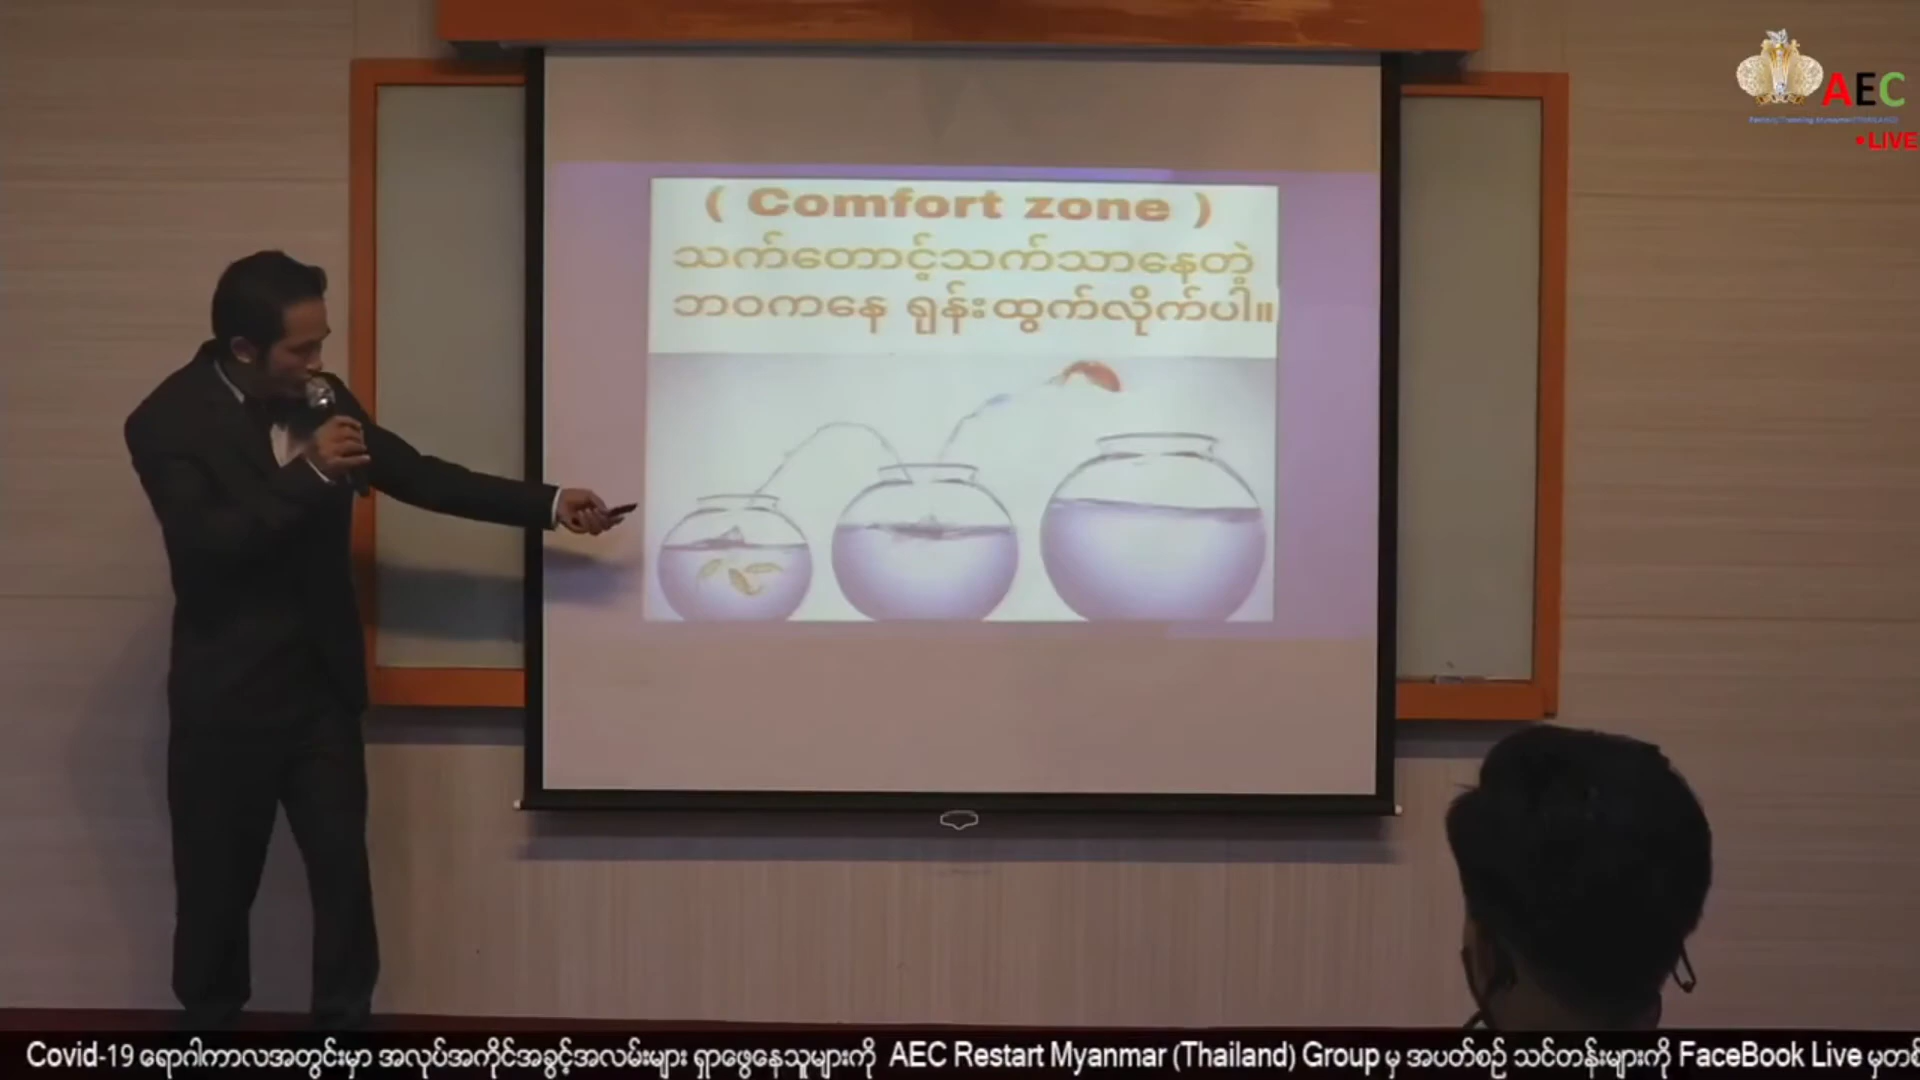 AEC
• LIVE
( Comfort zone )
သက်တောင့်သက်သာနေတဲ့
ဘဝကနေ ရုန်းထွက်လိုက်ပါ။
Covid-19 ရောဂါကာလအတွင်းမှာ အလုပ်အကိုင်အခွင့်အလမ်းများ ရှာဖွေနေသူများကို AEC Restart Myanmar (Thailand) Group မှ အပတ်စဉ် သင်တန်းများကို FaceBook Live မှတစ်